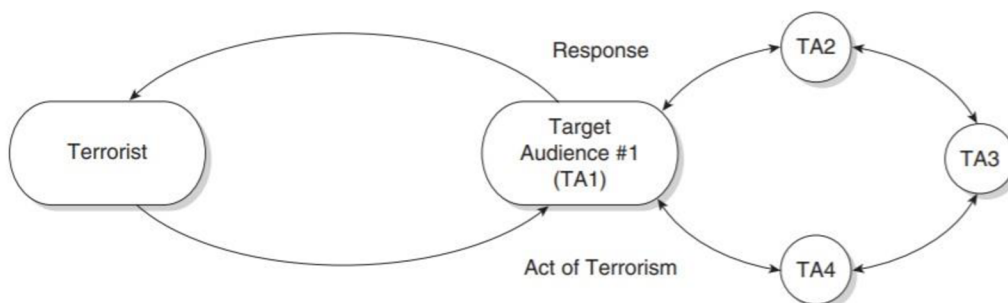 Response
TA2
Terrorist
Target
Audience #1
(TA1)
TA3
Act of Terrorism
TA4